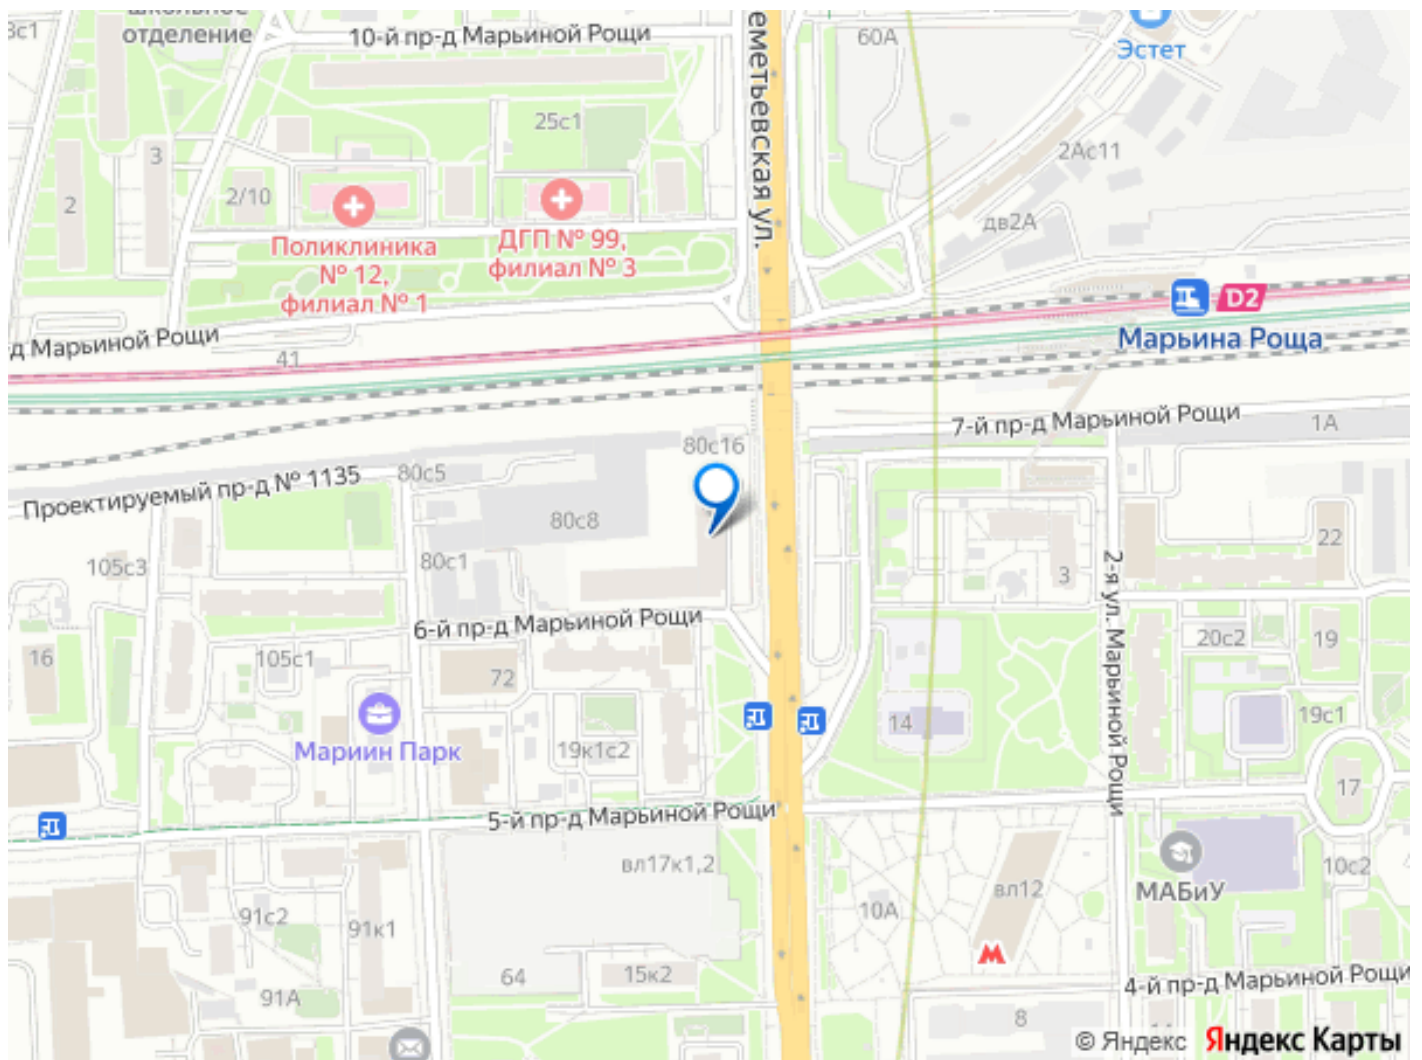 школьное
отделение
3с1
10-й пр-д Марьиной Рощи
еметьевская ул.
60А
Эстет
25с1
3
2Ас11
2
2/10
дв2А
Поликлиника
№ 12,
филиал № 1
ДГП № 99,
филиал № 3
D2
Марьина Роща
д Марьиной Рощи
41
7-й пр-д Марьиной Рощи
1А
80с16
80с5
Проектируемый пр-д № 1135
80с8
22
105с3
80с1
3
2-я ул. Марьиной Рощи
6-й пр-д Марьиной Рощи
20с2
19
16
105с1
72
19с1
14
Мариин Парк
19к1с2
17
5-й пр-д Марьиной Рощи
вл17к1,2
10с2
вл12
МАБиУ
10А
91с2
91к1
64
15к2
4-й пр-д Марьиной Рощи
91А
8
© Яндекс Яндекс Карты